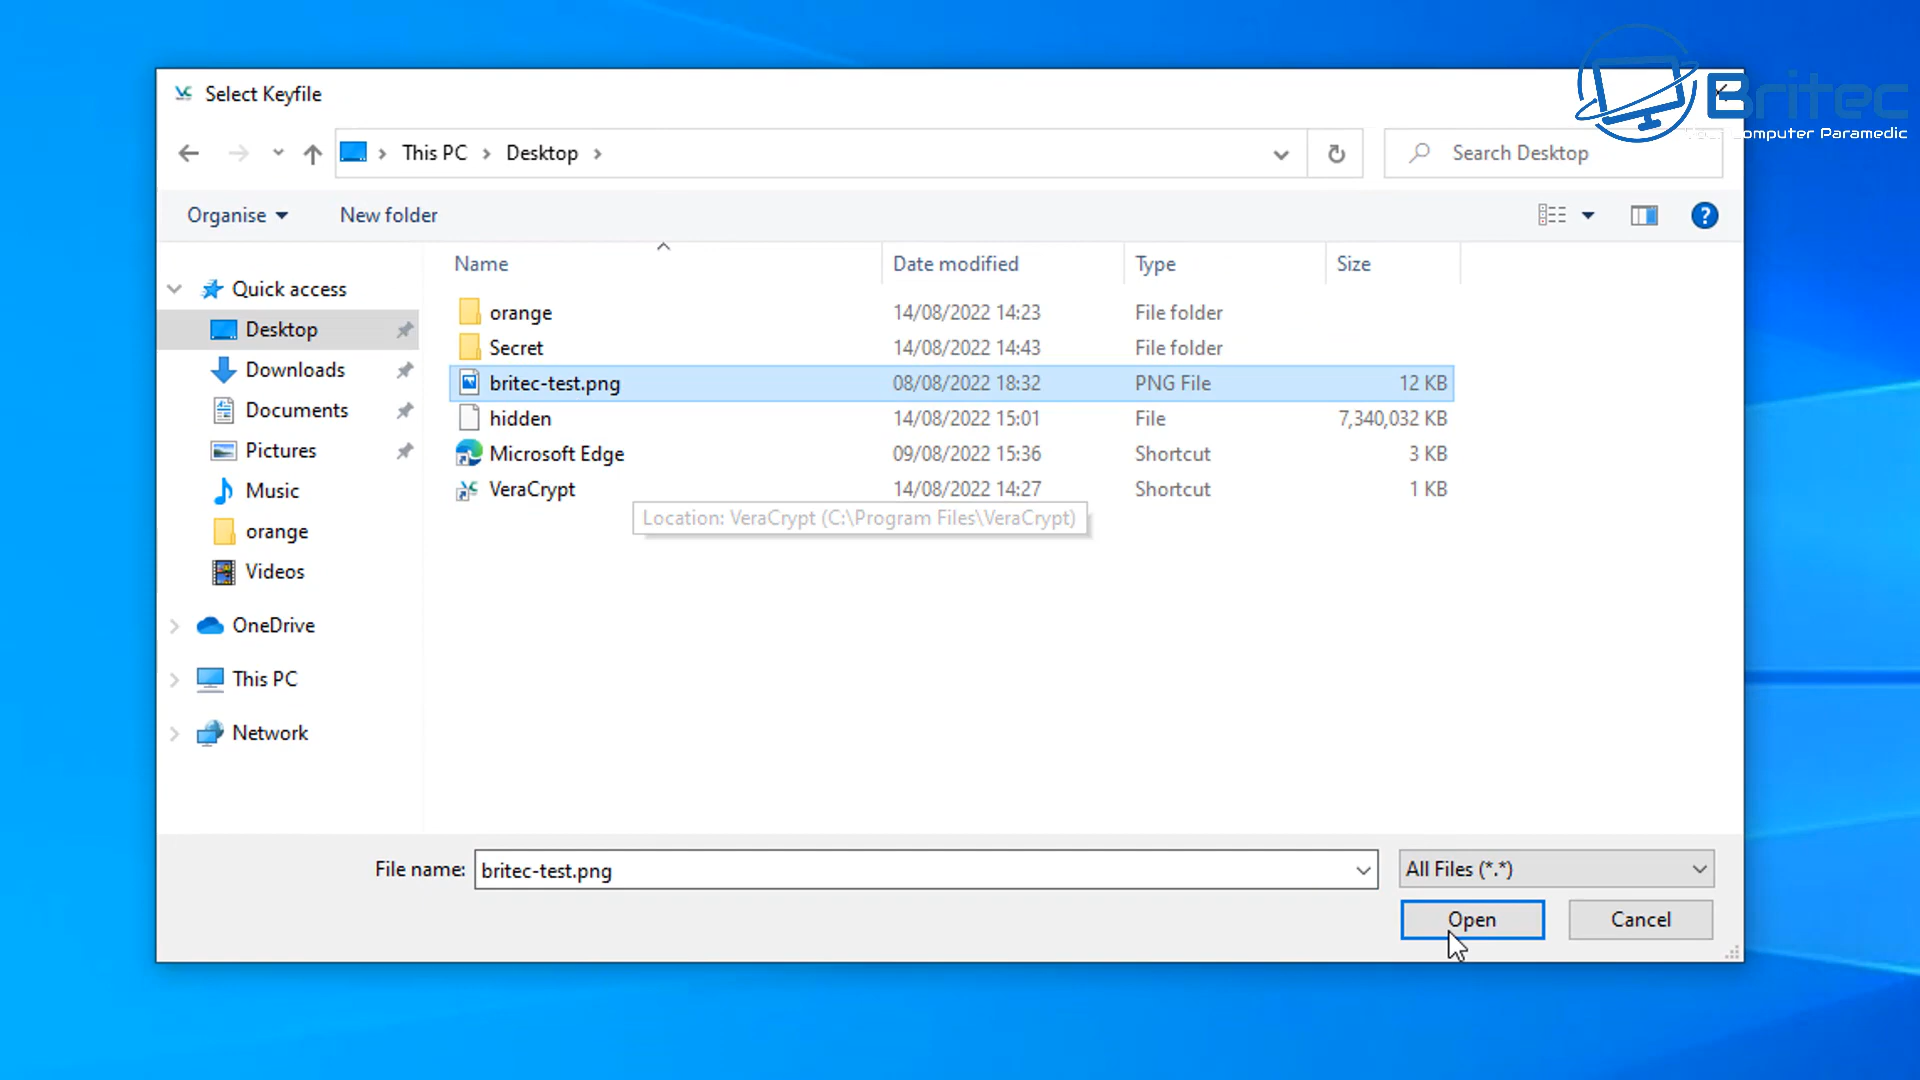 Select Keyfile
Britec
Your Computer Paramedic
This PC
Desktop
Search Desktop
Organise
New folder
Name
Date modified
Type
Size
Quick access
Desktop
Downloads
Documents
Pictures
Music
orange
Videos
OneDrive
This PC
Network
orange 14/08/2022 14:23 File folder
Secret 14/08/2022 14:43 File folder
britec-test.png 08/08/2022 18:32 PNG File 12 KB
hidden 14/08/2022 15:01 File 7,340,032 KB
Microsoft Edge 09/08/2022 15:36 Shortcut 3 KB
VeraCrypt 14/08/2022 14:27 Shortcut 1 KB
Location: VeraCrypt (C:\Program Files\VeraCrypt)
File name: britec-test.png
All Files (*.*)
Open
Cancel